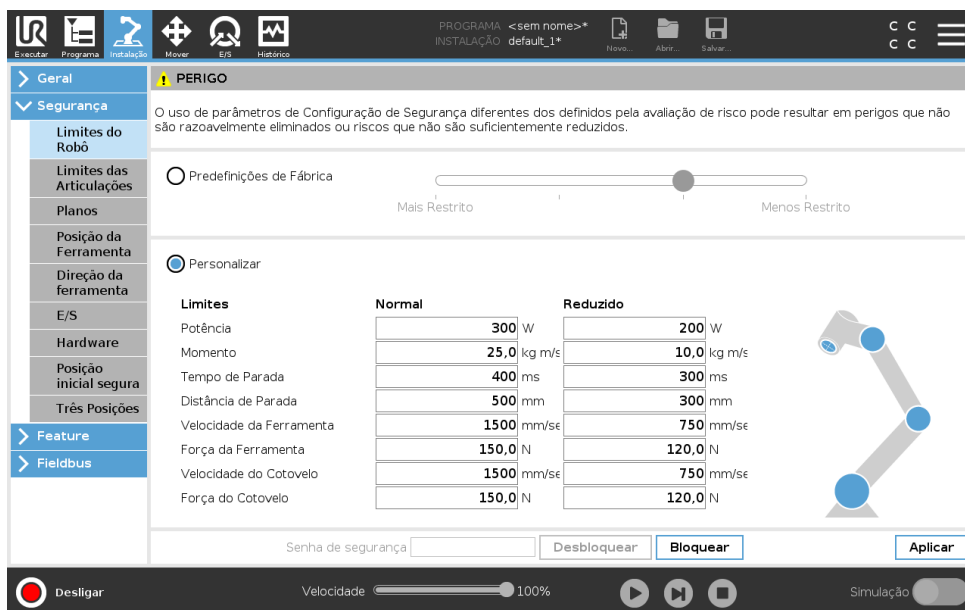 UR
PROGRAMA <sem nome>*
INSTALAÇÃO default_1*
Executar Programa Instalação Mover E/S Histórico Novo... Abrir... Salvar...
C C
C C
Geral
Segurança
Limites do
Robô
Limites das
Articulações
Planos
Posição da
Ferramenta
Direção da
ferramenta
E/S
Hardware
Posição
inicial segura
Três Posições
Feature
Fieldbus
PERIGO
O uso de parâmetros de Configuração de Segurança diferentes dos definidos pela avaliação de risco pode resultar em perigos que não
são razoavelmente eliminados ou riscos que não são suficientemente reduzidos.
Predefinições de Fábrica
Mais Restrito Menos Restrito
Personalizar
Limites Normal Reduzido
Potência 300 W 200 W
Momento 25,0 kg m/s 10,0 kg m/s
Tempo de Parada 400 ms 300 ms
Distância de Parada 500 mm 300 mm
Velocidade da Ferramenta 1500 mm/se 750 mm/se
Força da Ferramenta 150,0 N 120,0 N
Velocidade do Cotovelo 1500 mm/se 750 mm/se
Força do Cotovelo 150,0 N 120,0 N
Senha de segurança Desbloquear Bloquear Aplicar
Desligar Velocidade 100% Simulação